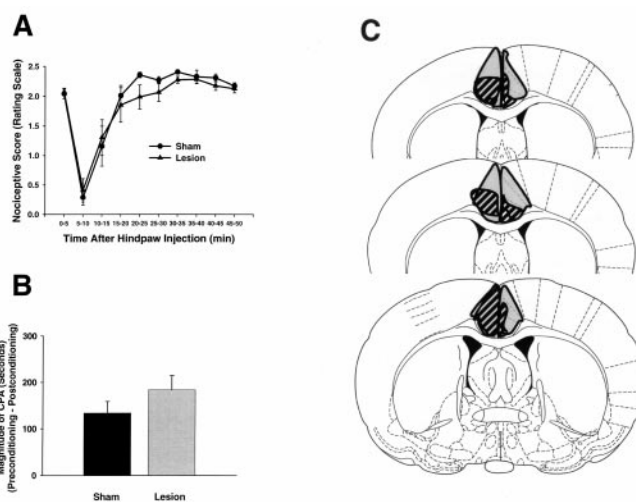 A
Nociceptive Score (Rating Scale)
2.5
2.0
1.5
1.0
0.5
0.0
Sham
Lesion
0-5 5-10 10-15 15-20 20-25 25-30 30-35 35-40 40-45 45-50
Time After Hindpaw Injection (min)
B
Magnitude of CPA (Seconds)
(Preconditioning - Postconditioning)
300
200
100
0
Sham Lesion
C